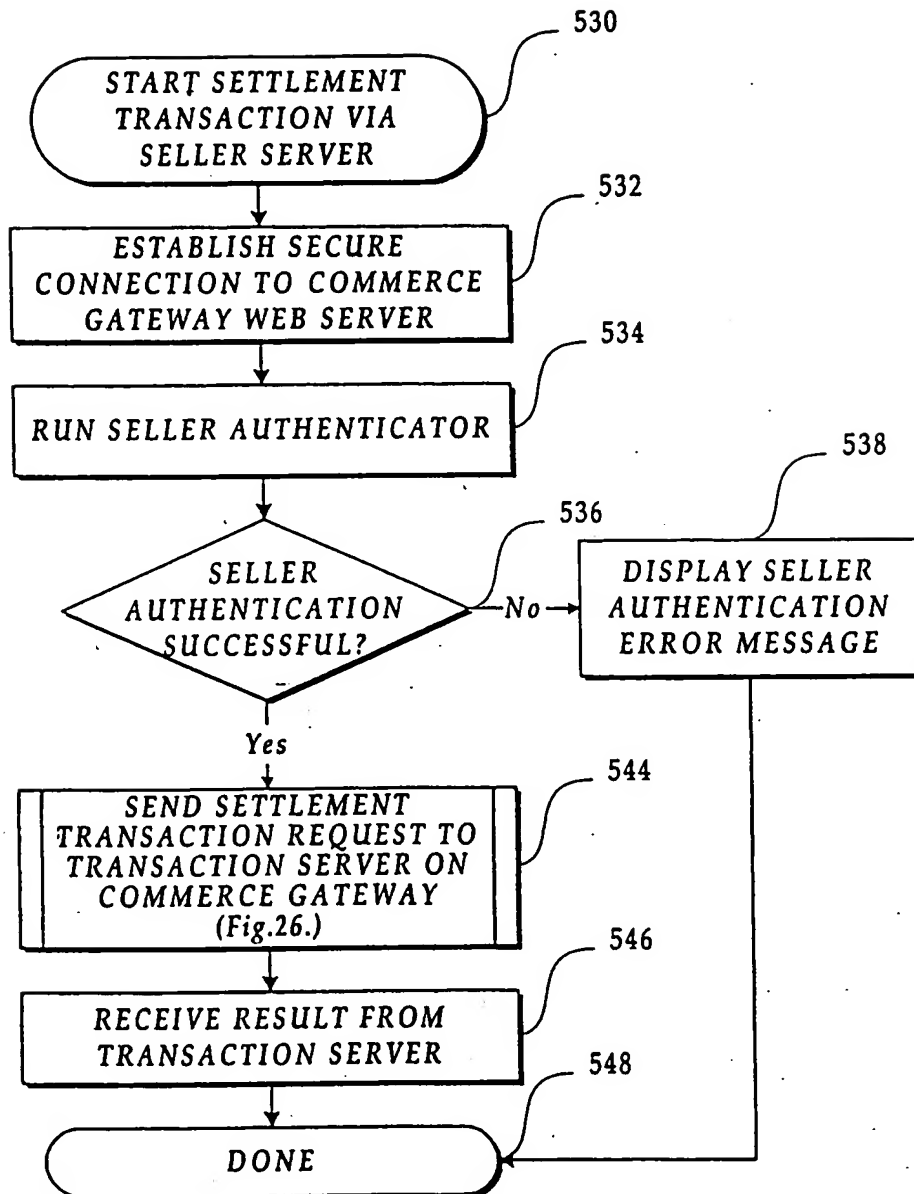 530
START SETTLEMENT
TRANSACTION VIA
SELLER SERVER
532
ESTABLISH SECURE
CONNECTION TO COMMERCE
GATEWAY WEB SERVER
534
RUN SELLER AUTHENTICATOR
536
SELLER
AUTHENTICATION
SUCCESSFUL?
No
538
DISPLAY SELLER
AUTHENTICATION
ERROR MESSAGE
Yes
544
SEND SETTLEMENT
TRANSACTION REQUEST TO
TRANSACTION SERVER ON
COMMERCE GATEWAY
(Fig.26.)
546
RECEIVE RESULT FROM
TRANSACTION SERVER
548
DONE